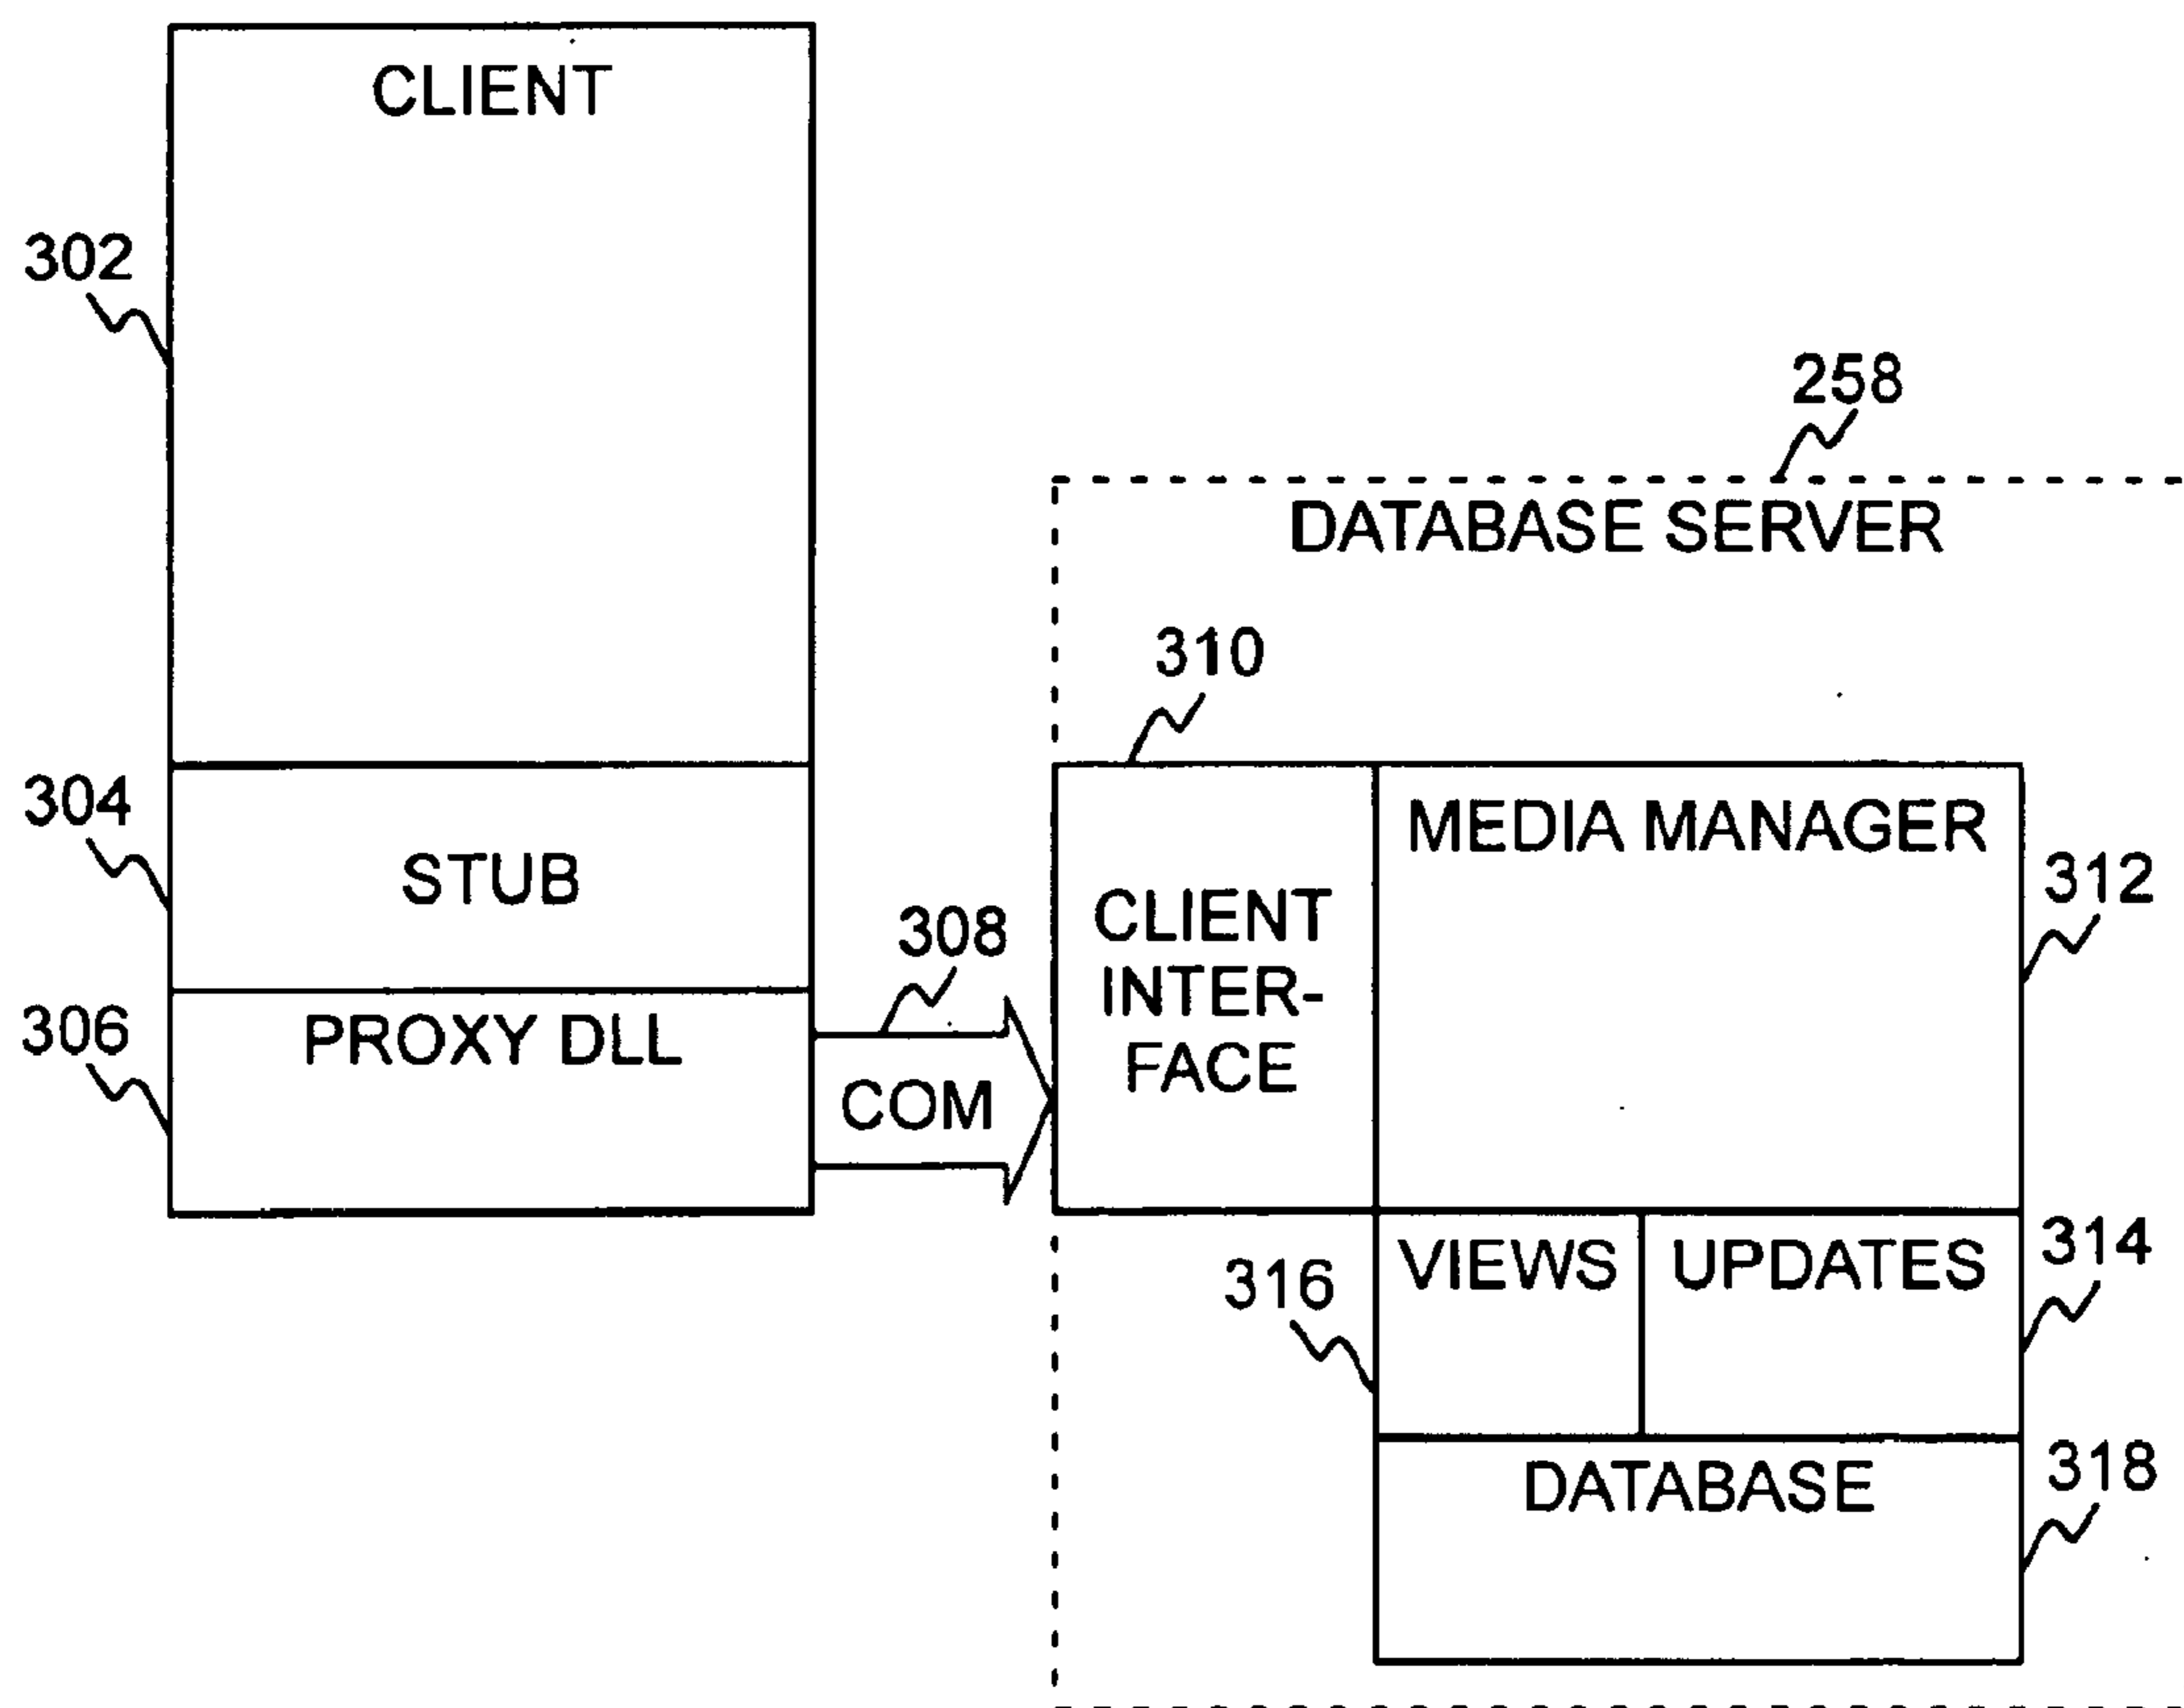 CLIENT
302
258
DATABASE SERVER
310
304
STUB
MEDIA MANAGER
312
308
CLIENT
INTER-
FACE
306
PROXY DLL
COM
316
VIEWS
UPDATES
314
DATABASE
318